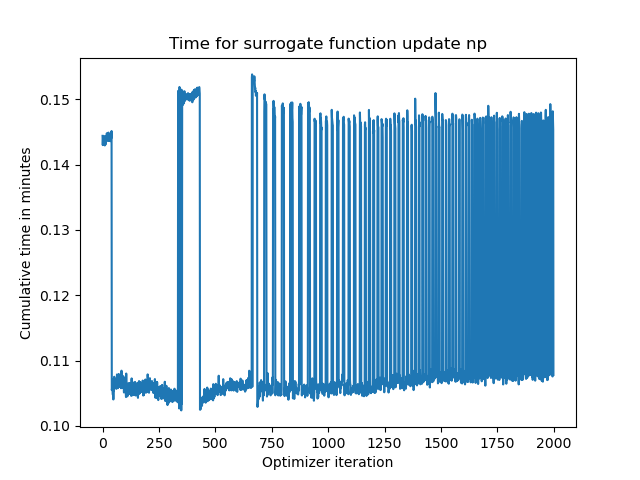 Time for surrogate function update np
Cumulative time in minutes
0.15
0.14
0.13
0.12
0.11
0.10
0 250 500 750 1000 1250 1500 1750 2000
Optimizer iteration